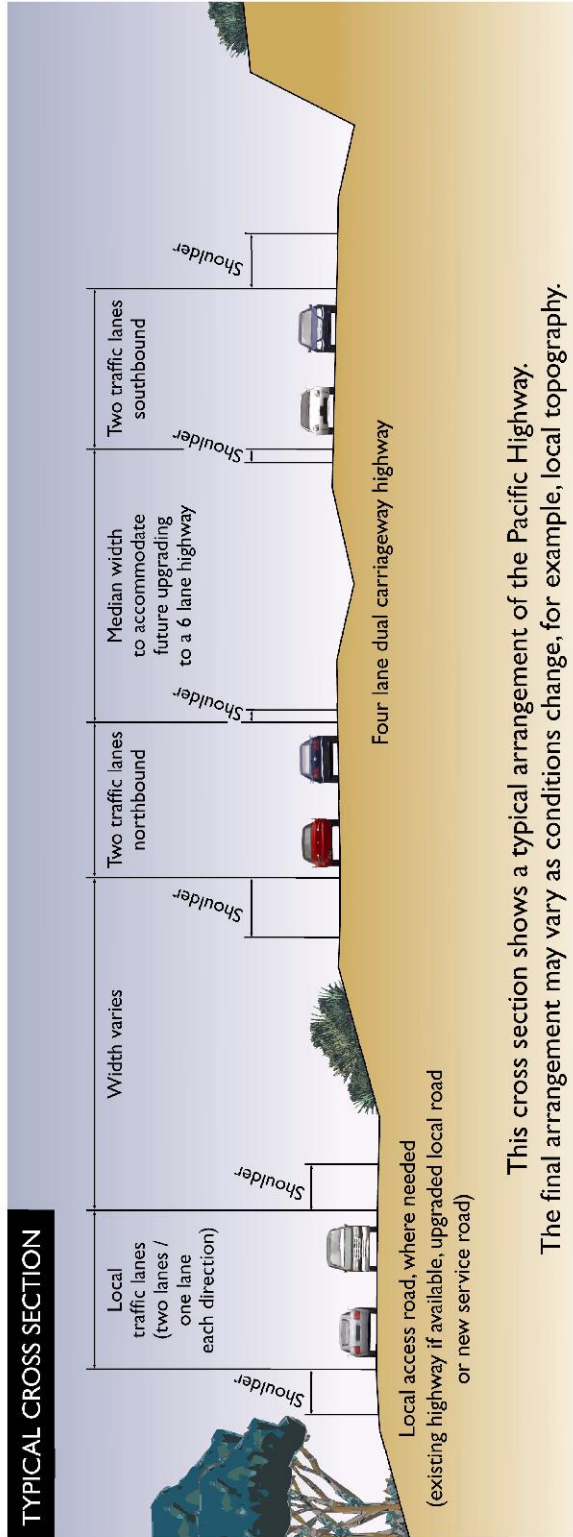 TYPICAL CROSS SECTION
Local
traffic lanes
(two lanes /
one lane
each direction)
Width varies
Two traffic lanes
northbound
Median width
to accommodate
future upgrading
to a 6 lane highway
Two traffic lanes
southbound
Shoulder
Shoulder
Shoulder
Shoulder
Shoulder
Shoulder
Local access road, where needed
(existing highway if available, upgraded local road
or new service road)
Four lane dual carriageway highway
This cross section shows a typical arrangement of the Pacific Highway.
The final arrangement may vary as conditions change, for example, local topography.